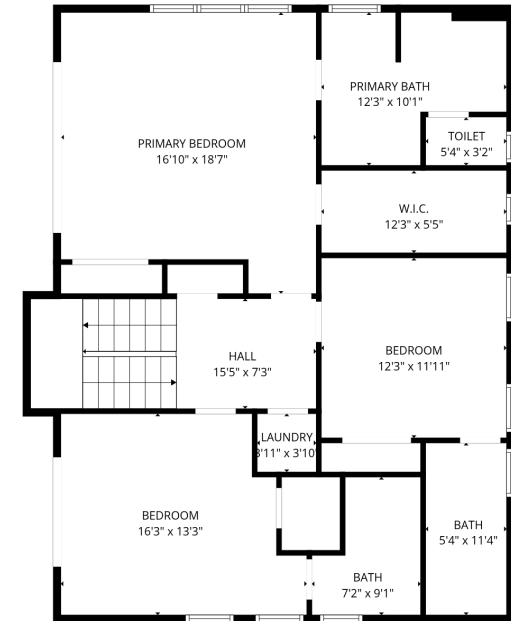 PRIMARY BEDROOM
16'10" x 18'7"
PRIMARY BATH
12'3" x 10'1"
TOILET
5'4" x 3'2"
W.I.C.
12'3" x 5'5"
BEDROOM
12'3" x 11'11"
HALL
15'5" x 7'3"
LAUNDRY
3'11" x 3'10"
BEDROOM
16'3" x 13'3"
BATH
5'4" x 11'4"
BATH
7'2" x 9'1"